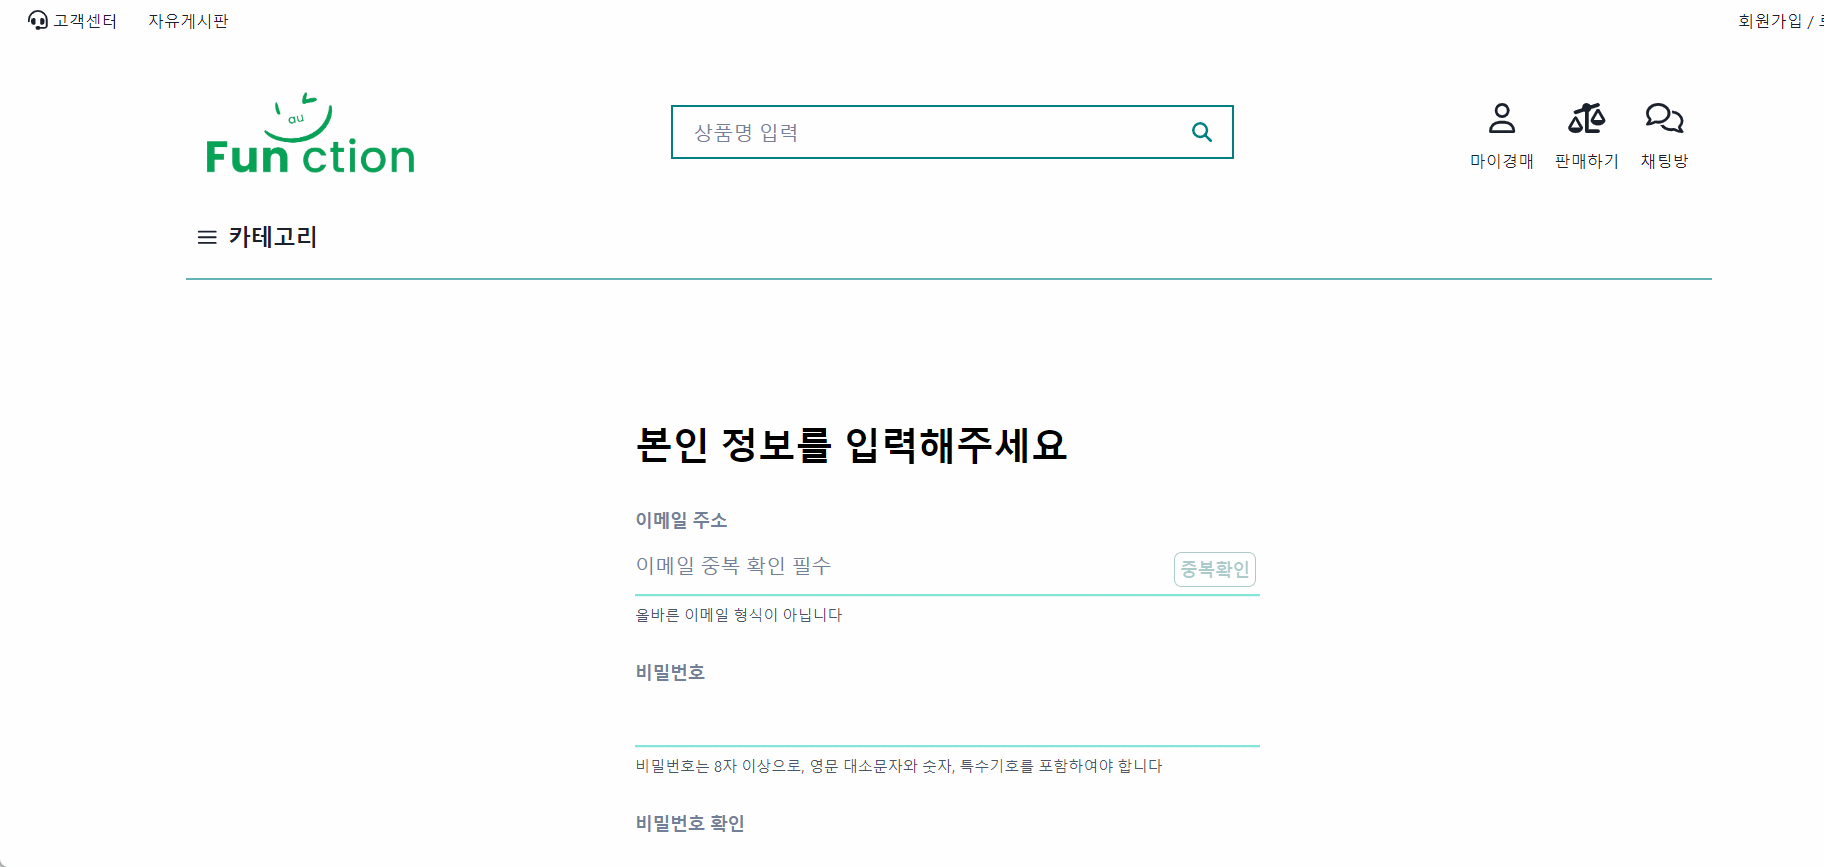 고객센터 자유게시판 회원가입 /
au
Fun ction
상품명 입력
마이경매 판매하기 채팅방
카테고리
본인 정보를 입력해주세요
이메일 주소
이메일 중복 확인 필수 중복확인
올바른 이메일 형식이 아닙니다
비밀번호
비밀번호는 8자 이상으로, 영문 대소문자와 숫자, 특수기호를 포함하여야 합니다
비밀번호 확인